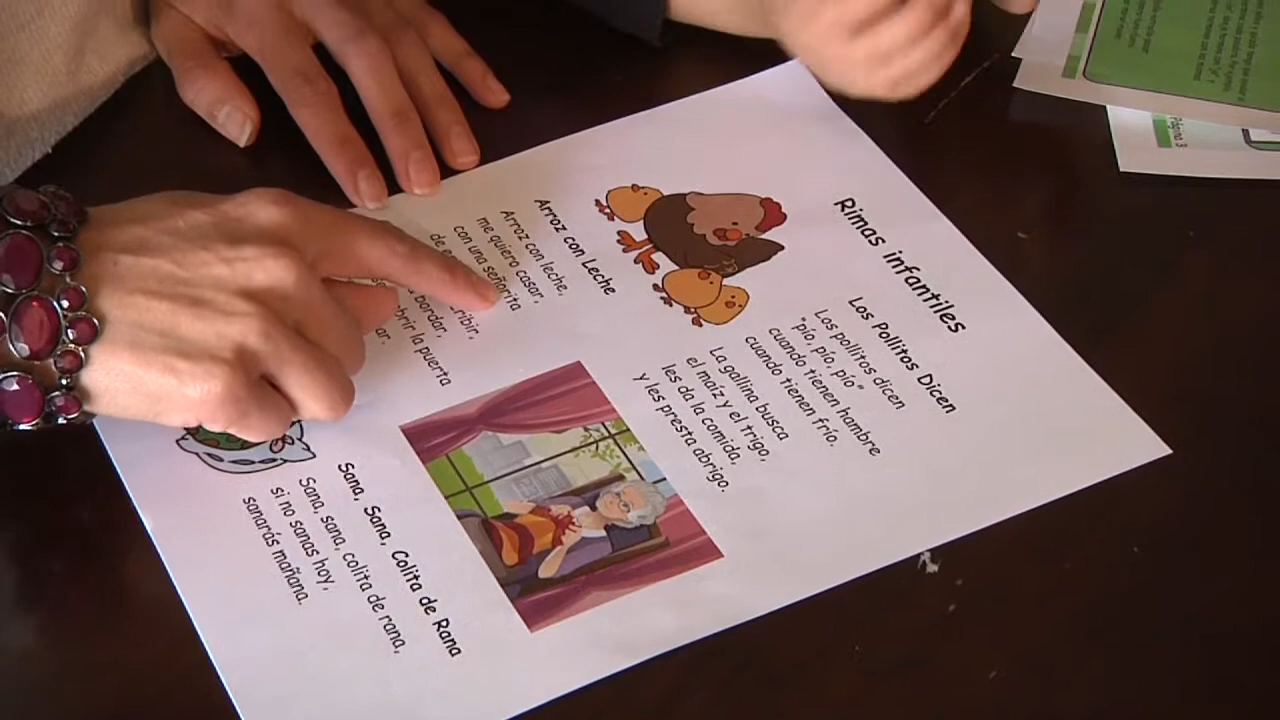 Rimas infantiles
Los Pollitos Dicen
Los pollitos dicen
"pío, pío, pío"
cuando tienen hambre
cuando tienen frío.
La gallina busca
el maíz y el trigo,
les da la comida,
y les presta abrigo.
Arroz con Leche
Arroz con leche,
me quiero casar,
con una señorita
de
ribir,
bordar,
brir la puerta
ar.
Sana, Sana, Colita de Rana
Sana, sana, colita de rana,
si no sanas hoy,
sanarás mañana.
Página 3